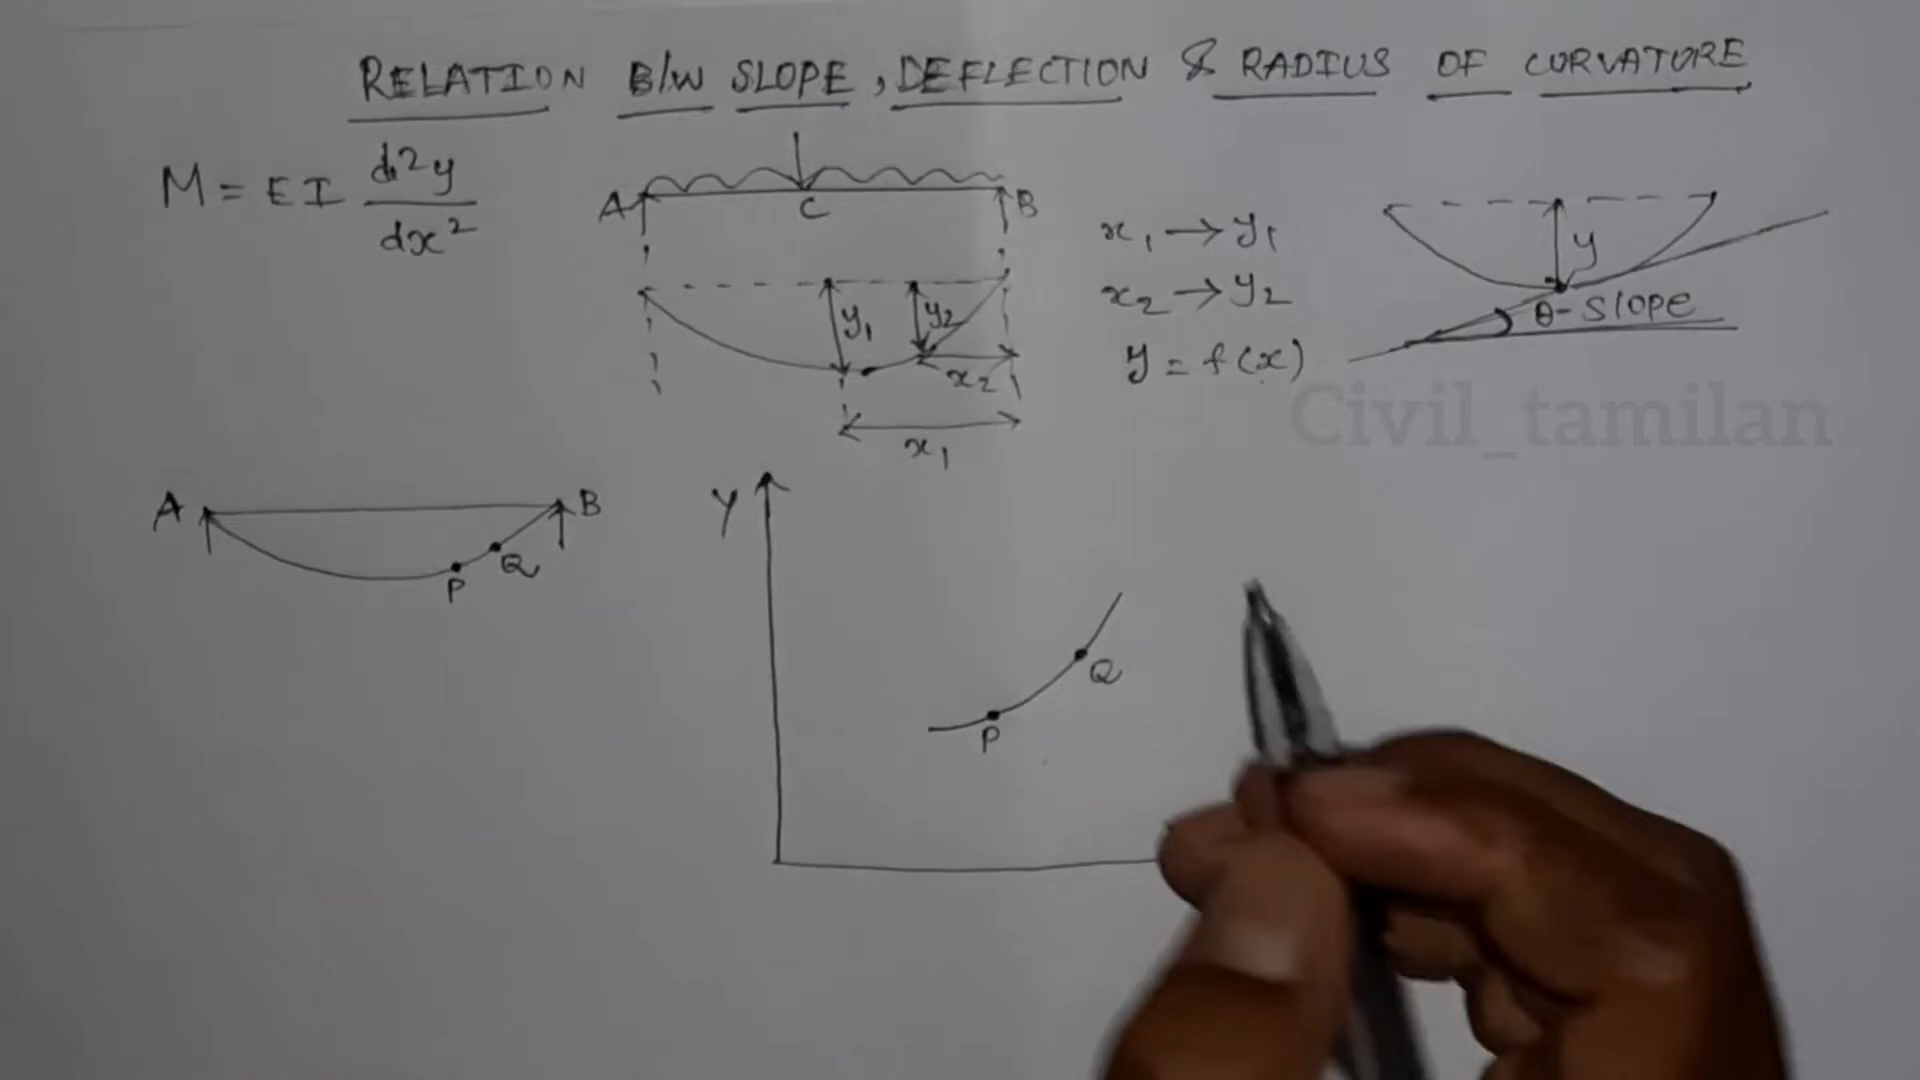 RELATION B/W SLOPE, DEFLECTION & RADIUS OF CURVATURE
M = EI d²y/dx²
A C B
y₁ y₂
x₂
x₁
x₁ → y₁
x₂ → y₂
y = f(x)
y
θ - Slope
Civil_tamilan
A B
P Q
Y
Q
P